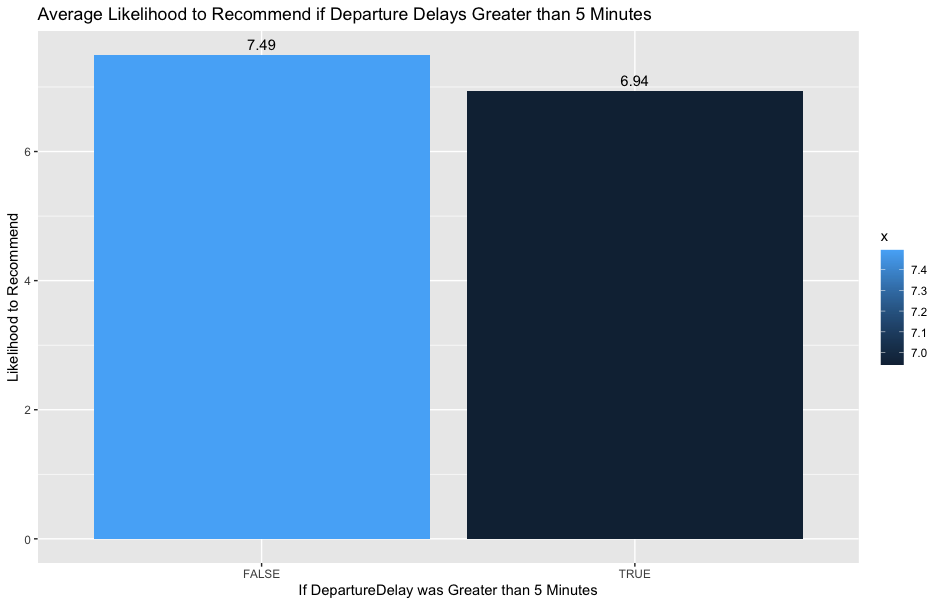 Average Likelihood to Recommend if Departure Delays Greater than 5 Minutes
7.49
6.94
6
4
2
0
Likelihood to Recommend
FALSE
TRUE
If DepartureDelay was Greater than 5 Minutes
x
7.4
7.3
7.2
7.1
7.0